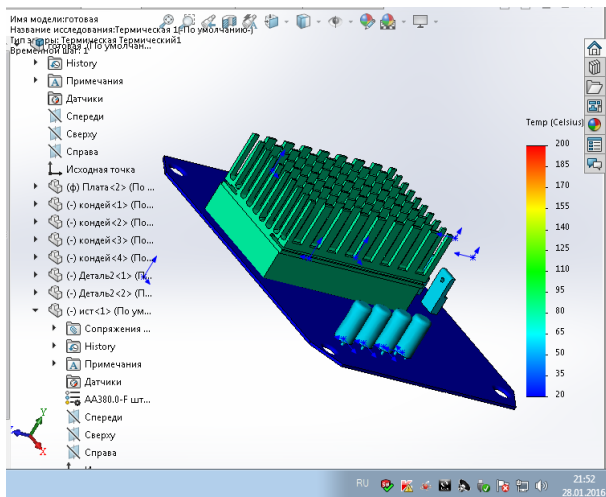 Имя модели:готовая
Название исследования:Термическая 1(-По умолчанию-)
Тип эпюры: Термическая Термический1
Временной шаг: 1
готовая (По умолчан...
History
Примечания
Датчики
Спереди
Сверху
Справа
Исходная точка
(ф) Плата<2> (По ...
(-) кондей<1> (По...
(-) кондей<2> (По...
(-) кондей<3> (По...
(-) кондей<4> (По...
(-) Деталь2<1> (П...
(-) Деталь2<2> (П...
(-) ист<1> (По ум...
Сопряжения ...
History
Примечания
Датчики
AA380.0-F шт...
Спереди
Сверху
Справа
Temp (Celsius)
200
185
170
155
140
125
110
95
80
65
50
35
20
Y
X
RU
21:52
28.01.2016